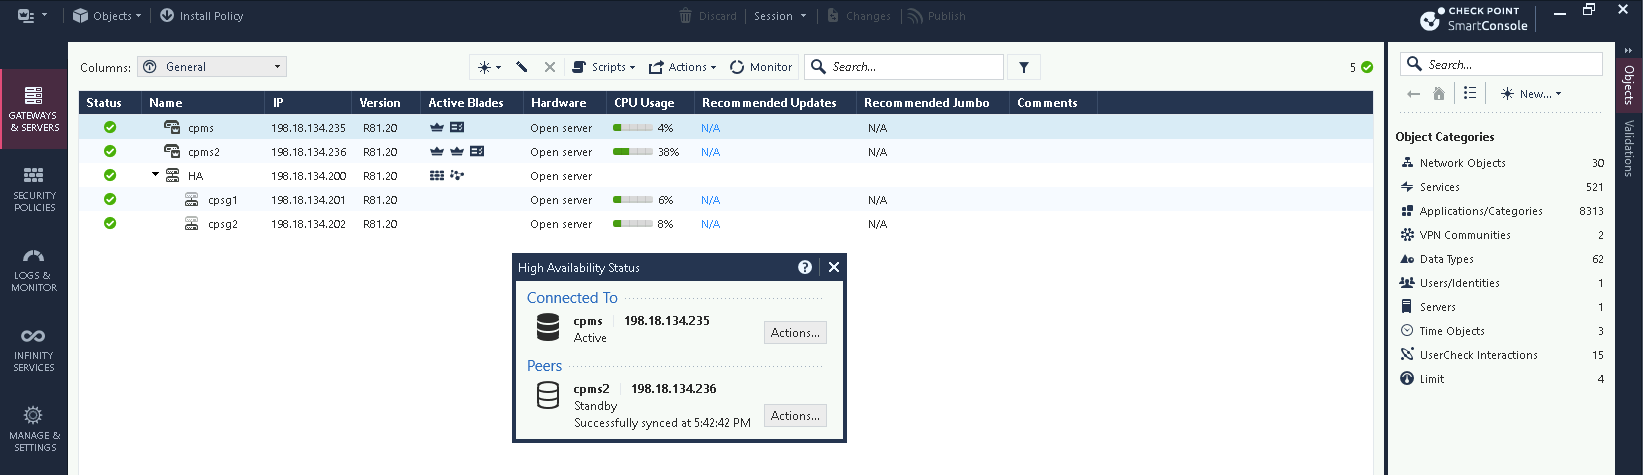 Objects
Install Policy
Discard
Session
Changes
Publish
CHECK POINT
SmartConsole
GATEWAYS
& SERVERS
SECURITY
POLICIES
LOGS &
MONITOR
INFINITY
SERVICES
MANAGE &
SETTINGS
Columns: General
Scripts
Actions
Monitor
Search...
5
Status Name IP Version Active Blades Hardware CPU Usage Recommended Updates Recommended Jumbo Comments
cpms 198.18.134.235 R81.20 Open server 4% N/A N/A
cpms2 198.18.134.236 R81.20 Open server 38% N/A N/A
HA 198.18.134.200 R81.20 Open server
cpsg1 198.18.134.201 R81.20 Open server 6% N/A N/A
cpsg2 198.18.134.202 R81.20 Open server 8% N/A N/A
High Availability Status
?
Connected To
cpms 198.18.134.235
Active
Actions...
Peers
cpms2 198.18.134.236
Standby
Successfully synced at 5:42:42 PM
Actions...
Search...
New...
Object Categories
Network Objects 30
Services 521
Applications/Categories 8313
VPN Communities 2
Data Types 62
Users/Identities 1
Servers 1
Time Objects 3
UserCheck Interactions 15
Limit 4
Objects
Validations